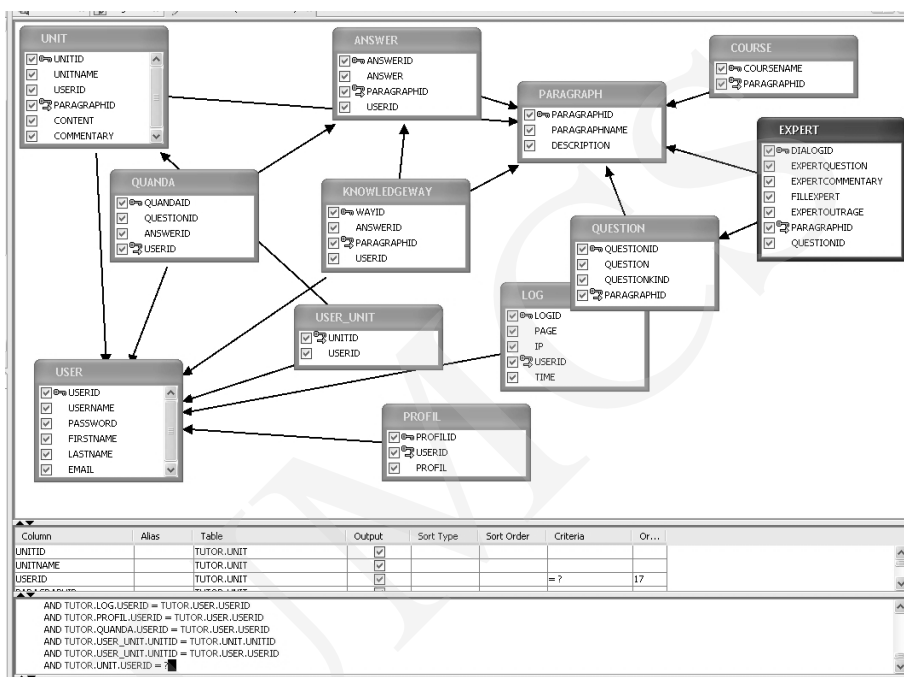 UNIT
UNITID
UNITNAME
USERID
PARAGRAPHID
CONTENT
COMMENTARY
ANSWER
ANSWERID
ANSWER
PARAGRAPHID
USERID
COURSE
COURSENAME
PARAGRAPHID
PARAGRAPH
PARAGRAPHID
PARAGRAPHNAME
DESCRIPTION
EXPERT
DIALOGID
EXPERTQUESTION
EXPERTCOMMENTARY
FILLEXPERT
EXPERTOUTRAGE
PARAGRAPHID
QUESTIONID
QUANDA
QUANDAID
QUESTIONID
ANSWERID
USERID
KNOWLEDGEWAY
WAYID
ANSWERID
PARAGRAPHID
USERID
QUESTION
QUESTIONID
QUESTION
QUESTIONKIND
PARAGRAPHID
LOG
LOGID
PAGE
IP
USERID
TIME
USER_UNIT
UNITID
USERID
USER
USERID
USERNAME
PASSWORD
FIRSTNAME
LASTNAME
EMAIL
PROFIL
PROFILID
USERID
PROFIL
Column Alias Table Output Sort Type Sort Order Criteria Or...
UNITID TUTOR.UNIT
UNITNAME TUTOR.UNIT
USERID TUTOR.UNIT = ? 17
AND TUTOR.LOG.USERID = TUTOR.USER.USERID
AND TUTOR.PROFIL.USERID = TUTOR.USER.USERID
AND TUTOR.QUANDA.USERID = TUTOR.USER.USERID
AND TUTOR.USER_UNIT.UNITID = TUTOR.UNIT.UNITID
AND TUTOR.USER_UNIT.UNITID = TUTOR.USER.USERID
AND TUTOR.UNIT.USERID = ?
UMCS